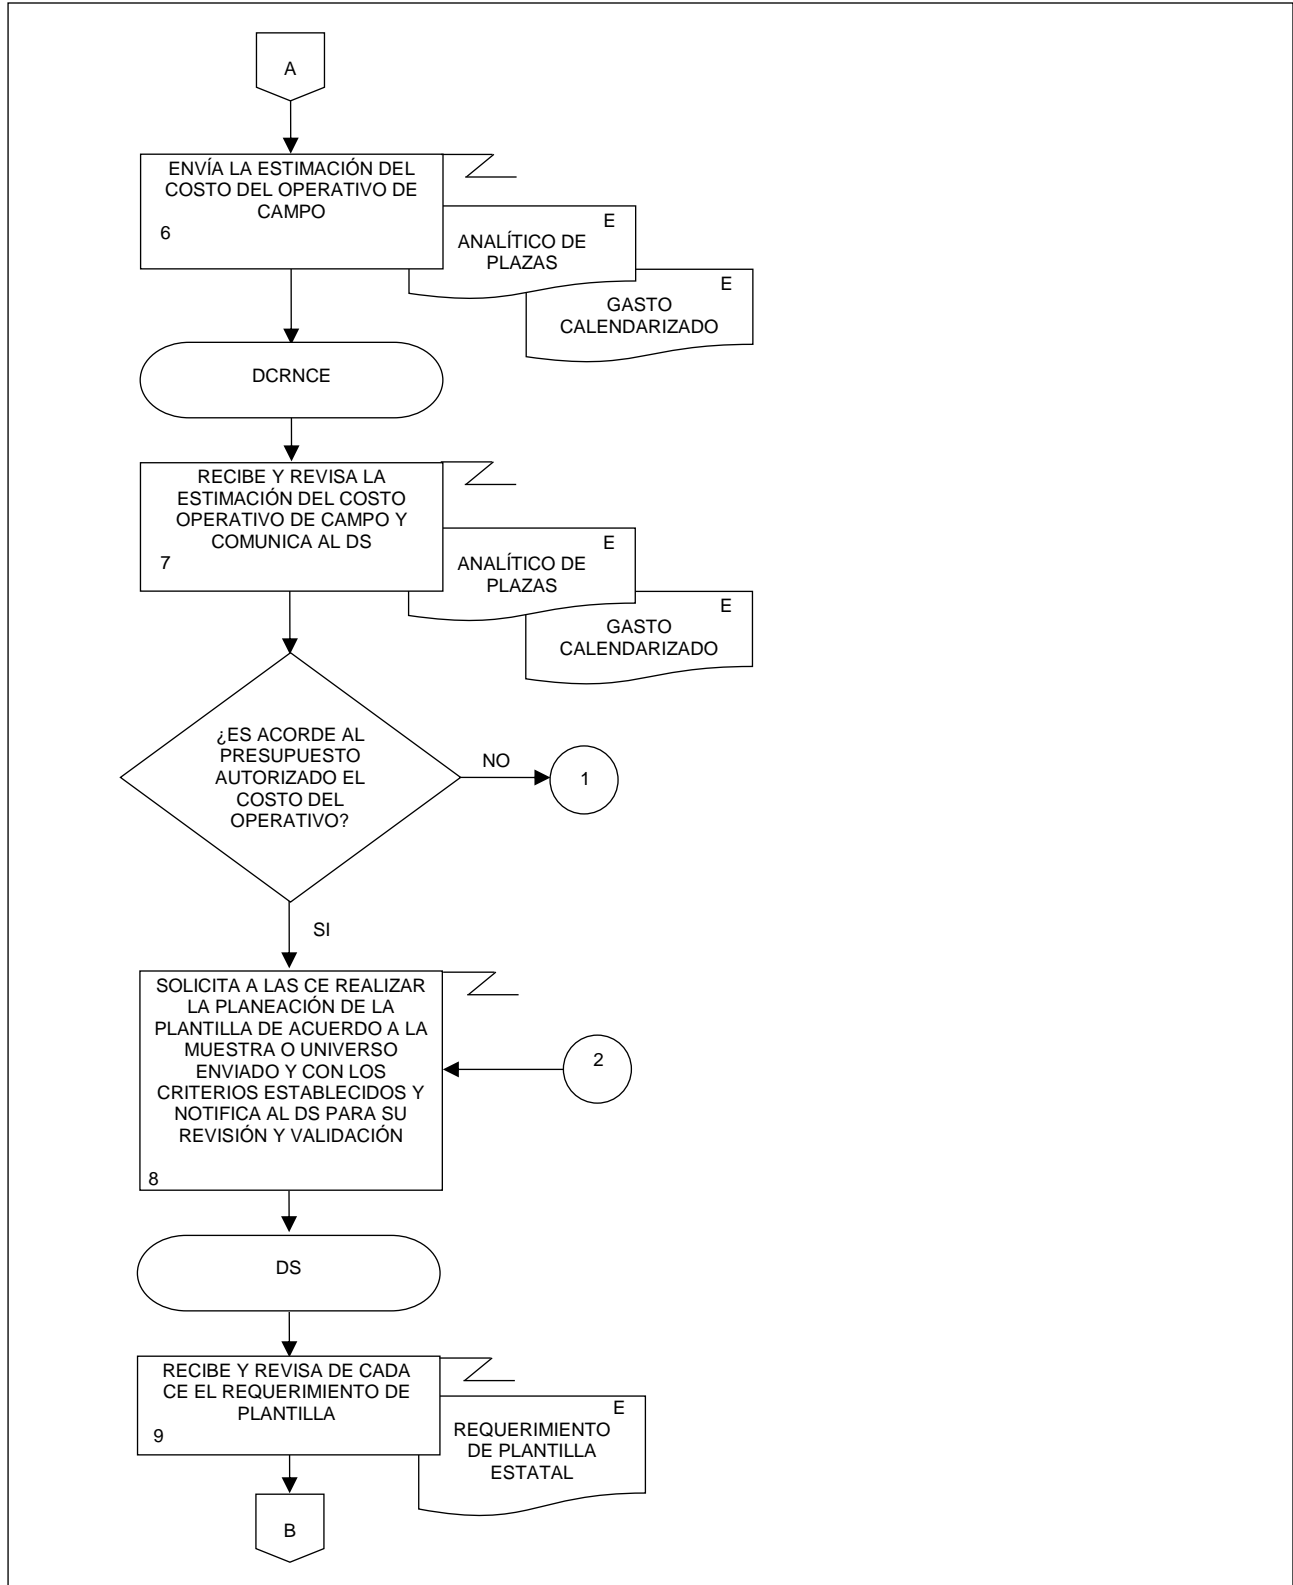 A
ENVÍA LA ESTIMACIÓN DEL
COSTO DEL OPERATIVO DE
CAMPO
6
E
ANALÍTICO DE
PLAZAS
E
GASTO
CALENDARIZADO
DCRNCE
RECIBE Y REVISA LA
ESTIMACIÓN DEL COSTO
OPERATIVO DE CAMPO Y
COMUNICA AL DS
7
E
ANALÍTICO DE
PLAZAS
E
GASTO
CALENDARIZADO
¿ES ACORDE AL
PRESUPUESTO
AUTORIZADO EL
COSTO DEL
OPERATIVO?
NO
1
SI
SOLICITA A LAS CE REALIZAR
LA PLANEACIÓN DE LA
PLANTILLA DE ACUERDO A LA
MUESTRA O UNIVERSO
ENVIADO Y CON LOS
CRITERIOS ESTABLECIDOS Y
NOTIFICA AL DS PARA SU
REVISIÓN Y VALIDACIÓN
8
2
DS
RECIBE Y REVISA DE CADA
CE EL REQUERIMIENTO DE
PLANTILLA
9
E
REQUERIMIENTO
DE PLANTILLA
ESTATAL
B